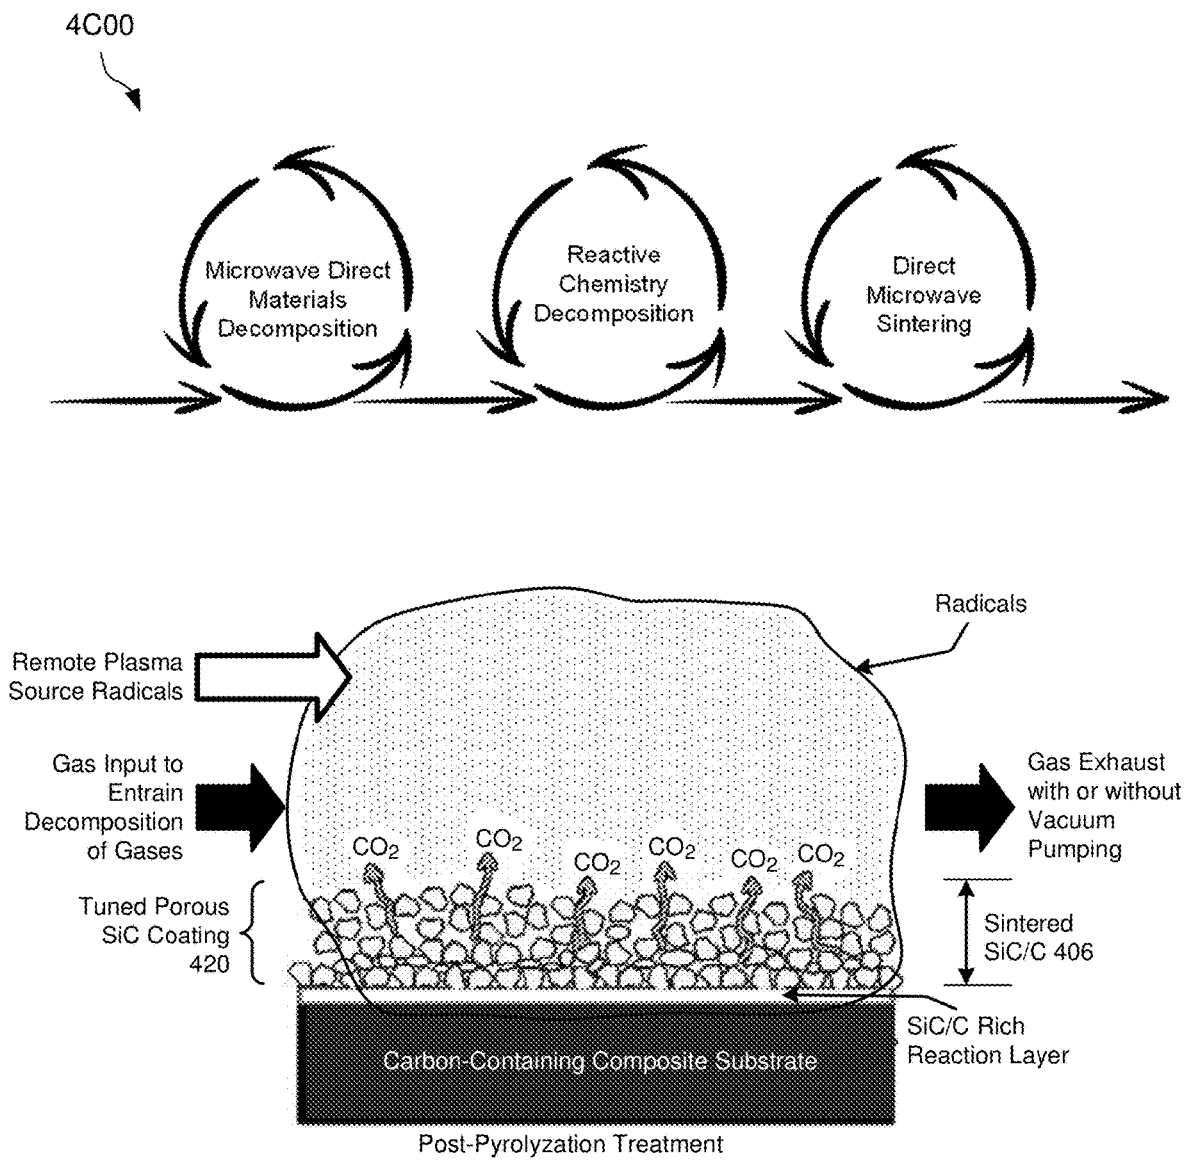 4C00
Microwave Direct
Materials
Decomposition
Reactive
Chemistry
Decomposition
Direct
Microwave
Sintering
Radicals
Remote Plasma
Source Radicals
Gas Input to
Entrain
Decomposition
of Gases
Gas Exhaust
with or without
Vacuum
Pumping
CO2
CO2
CO2
CO2
CO2
CO2
Tuned Porous
SiC Coating
420
Sintered
SiC/C 406
SiC/C Rich
Reaction Layer
Carbon-Containing Composite Substrate
Post-Pyrolyzation Treatment